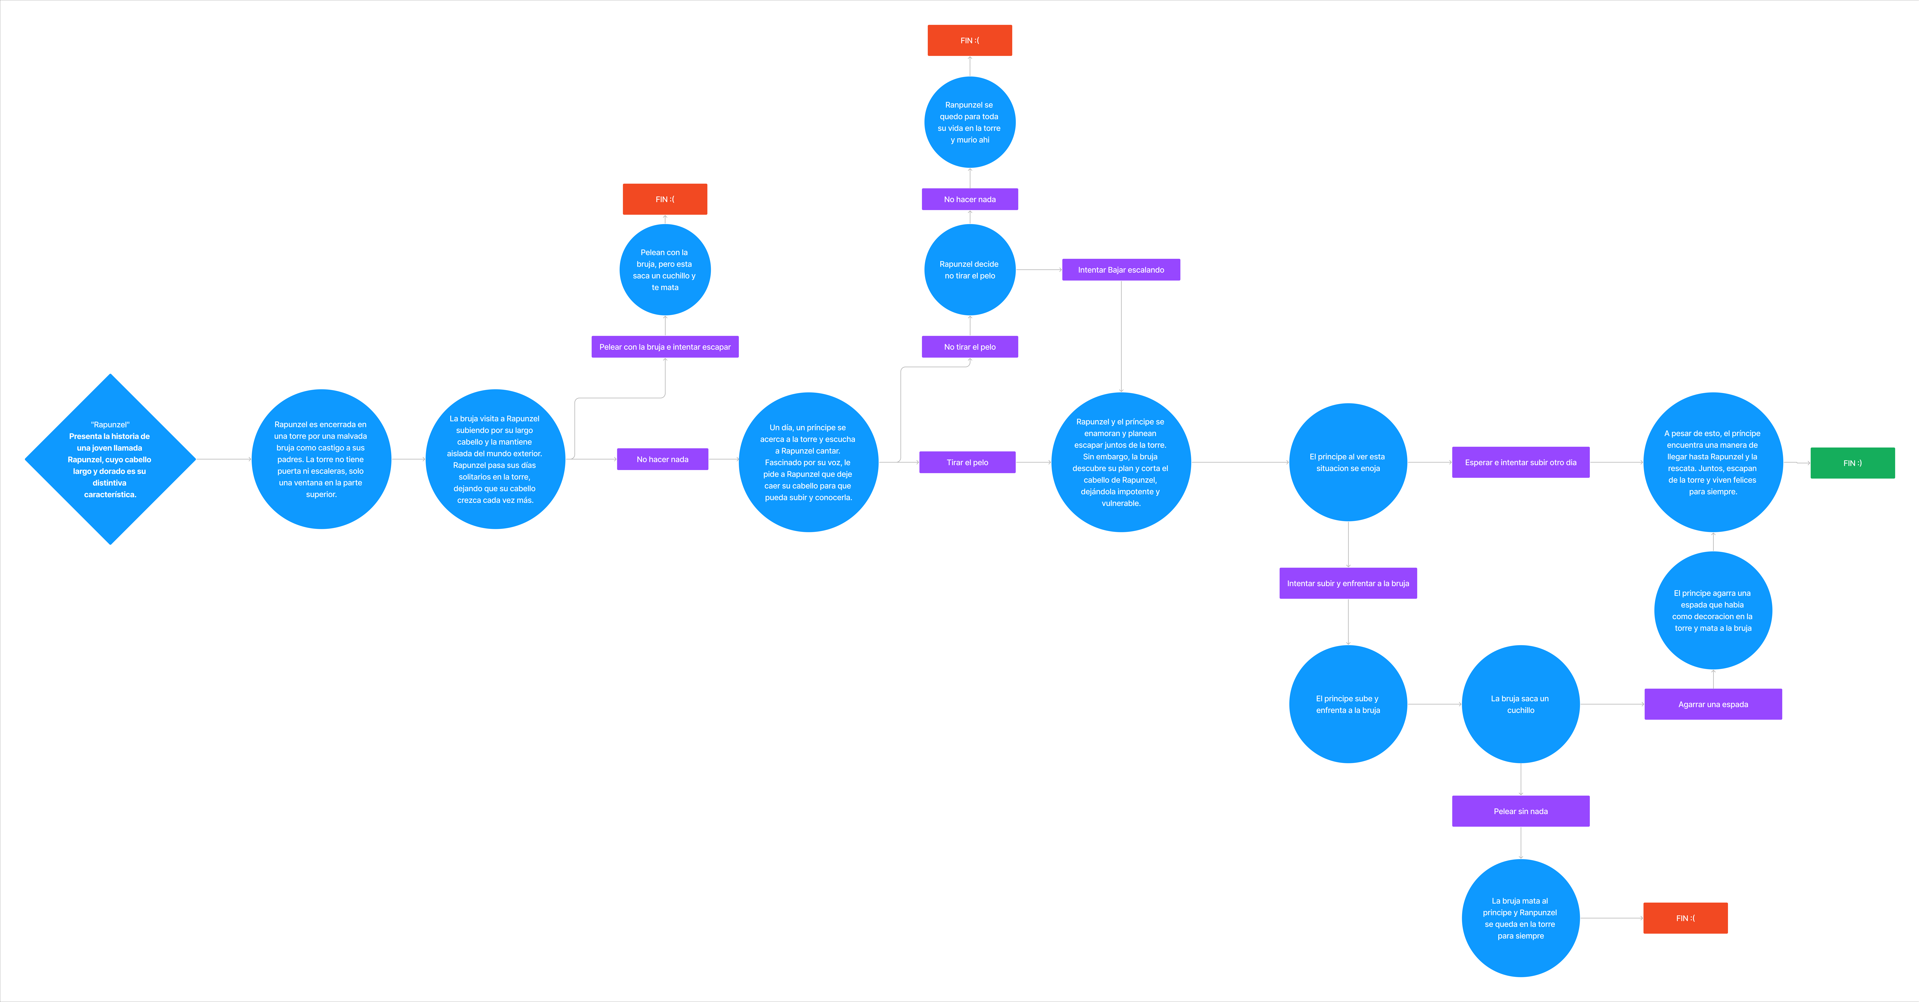 "Rapunzel"
Presenta la historia de
una joven llamada
Rapunzel, cuyo cabello
largo y dorado es su
distintiva
característica.
Rapunzel es encerrada en
una torre por una malvada
bruja como castigo a sus
padres. La torre no tiene
puerta ni escaleras, solo
una ventana en la parte
superior.
La bruja visita a Rapunzel
subiendo por su largo
cabello y la mantiene
aislada del mundo exterior.
Rapunzel pasa sus días
solitarios en la torre,
dejando que su cabello
crezca cada vez más.
FIN :(
Pelean con la
bruja, pero esta
saca un cuchillo y
te mata
Pelear con la bruja e intentar escapar
No hacer nada
Un día, un príncipe se
acerca a la torre y escucha
a Rapunzel cantar.
Fascinado por su voz, le
pide a Rapunzel que deje
caer su cabello para que
pueda subir y conocerla.
FIN :(
Ranpunzel se
quedo para toda
su vida en la torre
y murio ahi
No hacer nada
Rapunzel decide
no tirar el pelo
Intentar Bajar escalando
No tirar el pelo
Tirar el pelo
Rapunzel y el príncipe se
enamoran y planean
escapar juntos de la torre.
Sin embargo, la bruja
descubre su plan y corta el
cabello de Rapunzel,
dejándola impotente y
vulnerable.
El principe al ver esta
situacion se enoja
Esperar e intentar subir otro dia
A pesar de esto, el príncipe
encuentra una manera de
llegar hasta Rapunzel y la
rescata. Juntos, escapan
de la torre y viven felices
para siempre.
FIN :)
Intentar subir y enfrentar a la bruja
El principe agarra una
espada que habia
como decoracion en la
torre y mata a la bruja
El principe sube y
enfrenta a la bruja
La bruja saca un
cuchillo
Agarrar una espada
Pelear sin nada
La bruja mata al
principe y Ranpunzel
se queda en la torre
para siempre
FIN :(